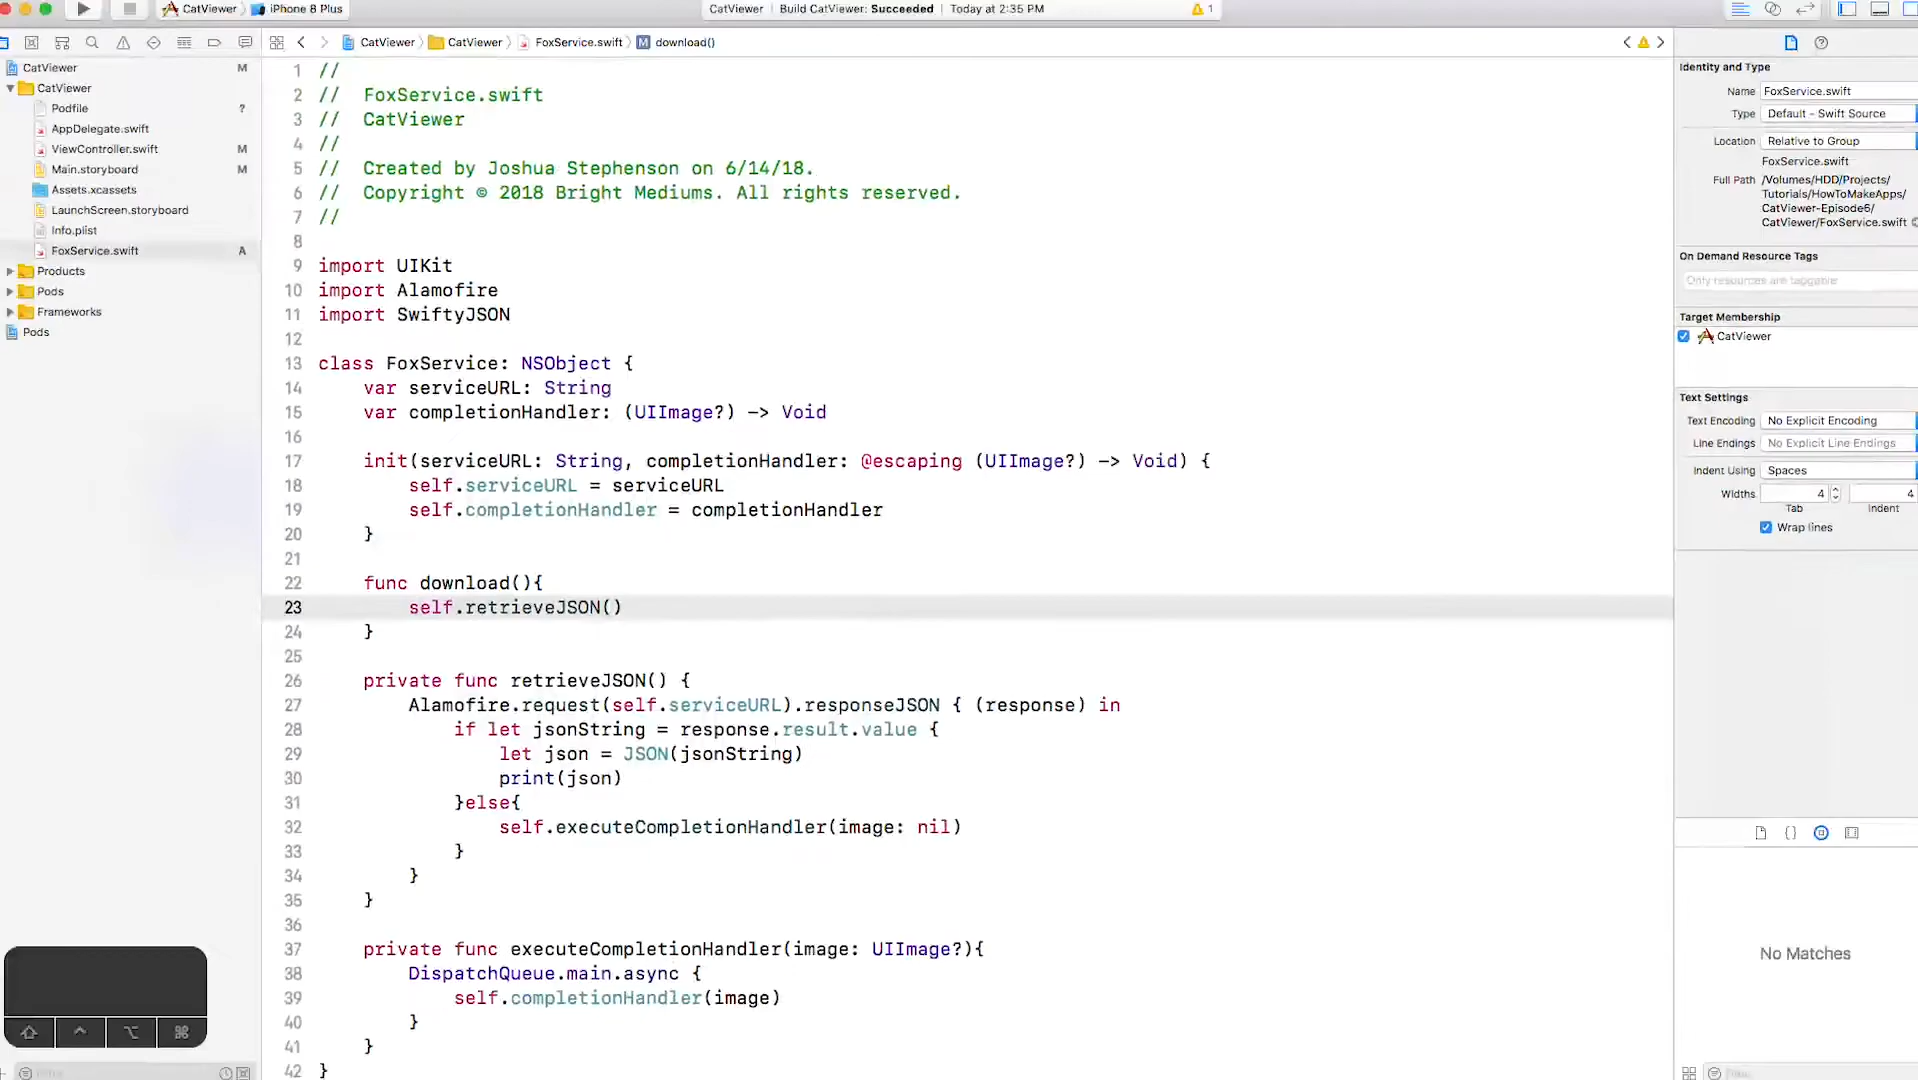 CatViewer iPhone 8 Plus
CatViewer | Build CatViewer: Succeeded | Today at 2:35 PM
1
CatViewer M
CatViewer
Podfile ?
AppDelegate.swift
ViewController.swift M
Main.storyboard M
Assets.xcassets
LaunchScreen.storyboard
Info.plist
FoxService.swift A
Products
Pods
Frameworks
Pods
CatViewer CatViewer FoxService.swift M download()
1 //
2 //  FoxService.swift
3 //  CatViewer
4 //
5 //  Created by Joshua Stephenson on 6/14/18.
6 //  Copyright © 2018 Bright Mediums. All rights reserved.
7 //
8
9 import UIKit
10 import Alamofire
11 import SwiftyJSON
12
13 class FoxService: NSObject {
14     var serviceURL: String
15     var completionHandler: (UIImage?) -> Void
16
17     init(serviceURL: String, completionHandler: @escaping (UIImage?) -> Void) {
18         self.serviceURL = serviceURL
19         self.completionHandler = completionHandler
20     }
21
22     func download(){
23         self.retrieveJSON()
24     }
25
26     private func retrieveJSON() {
27         Alamofire.request(self.serviceURL).responseJSON { (response) in
28             if let jsonString = response.result.value {
29                 let json = JSON(jsonString)
30                 print(json)
31             }else{
32                 self.executeCompletionHandler(image: nil)
33             }
34         }
35     }
36
37     private func executeCompletionHandler(image: UIImage?){
38         DispatchQueue.main.async {
39             self.completionHandler(image)
40         }
41     }
42 }
Identity and Type
Name FoxService.swift
Type Default - Swift Source
Location Relative to Group
FoxService.swift
Full Path /Volumes/HDD/Projects/
Tutorials/HowToMakeApps/
CatViewer-Episode6/
CatViewer/FoxService.swift
On Demand Resource Tags
Only resources are taggable
Target Membership
CatViewer
Text Settings
Text Encoding No Explicit Encoding
Line Endings No Explicit Line Endings
Indent Using Spaces
Widths 4 4
Tab Indent
Wrap lines
No Matches